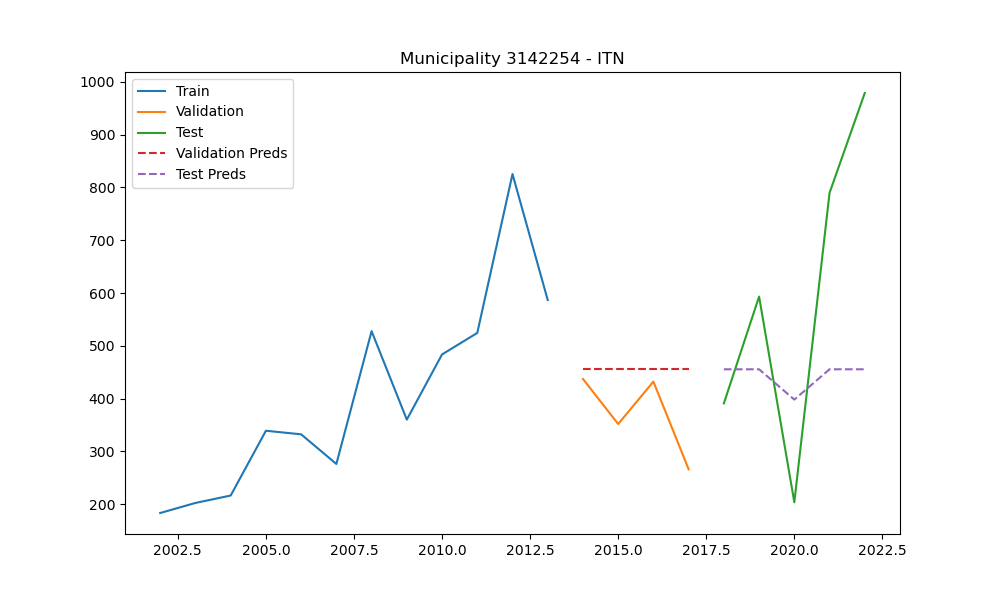 Municipality 3142254 - ITN
1000
900
800
700
600
500
400
300
200
Train
Validation
Test
Validation Preds
Test Preds
2002.5 2005.0 2007.5 2010.0 2012.5 2015.0 2017.5 2020.0 2022.5